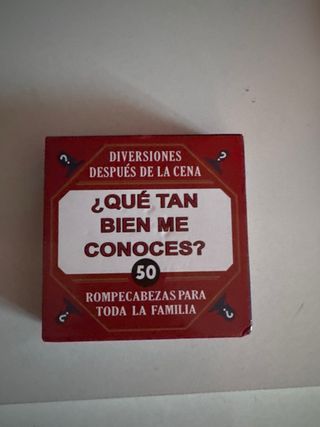 DIVERSIONES
DESPUÉS DE LA CENA
¿QUÉ TAN
BIEN ME
CONOCES?
50
ROMPECABEZAS PARA
TODA LA FAMILIA